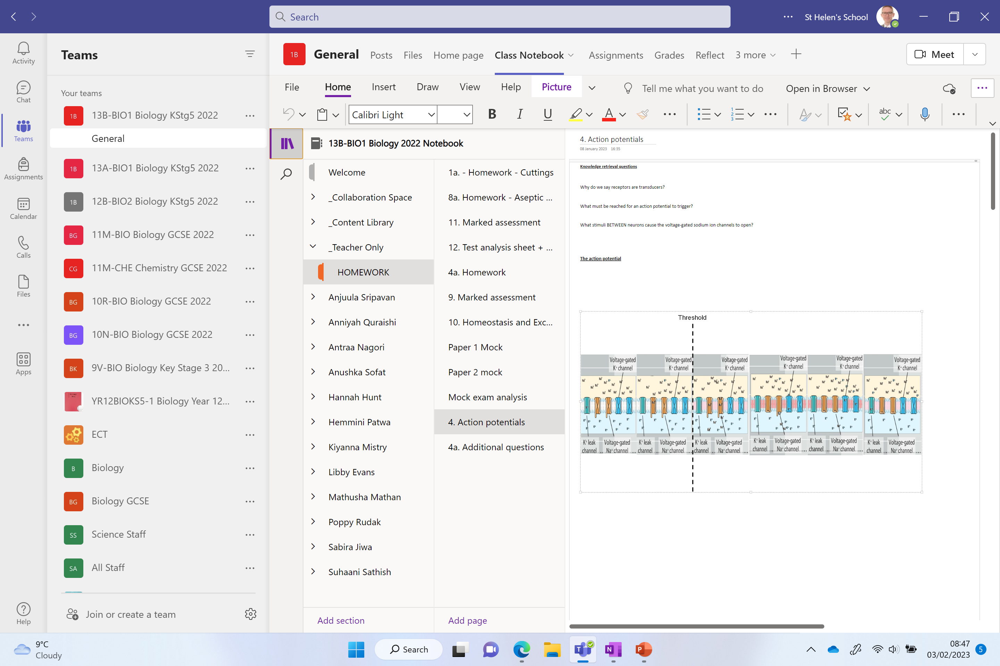 Search
St Helen's School
Activity
Chat
Teams
Assignments
Calendar
Calls
Files
Apps
Help
Teams
Your teams
1B 13B-BIO1 Biology KStg5 2022
General
1B 13A-BIO1 Biology KStg5 2022
1B 12B-BIO2 Biology KStg5 2022
BG 11M-BIO Biology GCSE 2022
CG 11M-CHE Chemistry GCSE 2022
BG 10R-BIO Biology GCSE 2022
BG 10N-BIO Biology GCSE 2022
BK 9V-BIO Biology Key Stage 3 20...
YR12BIOKS5-1 Biology Year 12...
ECT
B Biology
BG Biology GCSE
SS Science Staff
SA All Staff
Join or create a team
1B General Posts Files Home page Class Notebook Assignments Grades Reflect 3 more Meet
File Home Insert Draw View Help Picture Tell me what you want to do Open in Browser
Calibri Light B I U A abc
13B-BIO1 Biology 2022 Notebook
Welcome
_Collaboration Space
_Content Library
_Teacher Only
HOMEWORK
Anjuula Sripavan
Anniyah Quraishi
Antraa Nagori
Anushka Sofat
Hannah Hunt
Hemmini Patwa
Kiyanna Mistry
Libby Evans
Mathusha Mathan
Poppy Rudak
Sabira Jiwa
Suhaani Sathish
Add section
1a. - Homework - Cuttings
8a. Homework - Aseptic ...
11. Marked assessment
12. Test analysis sheet + ...
4a. Homework
9. Marked assessment
10. Homeostasis and Exc...
Paper 1 Mock
Paper 2 mock
Mock exam analysis
4. Action potentials
4a. Additional questions
Add page
4. Action potentials
08 January 2023 16:35
Knowledge retrieval questions
Why do we say receptors are transducers?
What must be reached for an action potential to trigger?
What stimuli BETWEEN neurons cause the voltage-gated sodium ion channels to open?
The action potential
Threshold
Voltage-gated Voltage-gated Voltage-gated Voltage-gated Voltage-gated Voltage-gated
K⁺ channel K⁺ channel K⁺ channel K⁺ channel K⁺ channel K⁺ channel
K⁺ leak Voltage-gated K⁺ leak Voltage-gated K⁺ leak Voltage-gated K⁺ leak Voltage-gated K⁺ leak Voltage-gated K⁺ leak Voltage-gated
channel Na⁺ channel channel Na⁺ channel channel Na⁺ channel channel Na⁺ channel channel Na⁺ channel channel Na⁺ channel
9°C
Cloudy
Search
08:47
03/02/2023
5